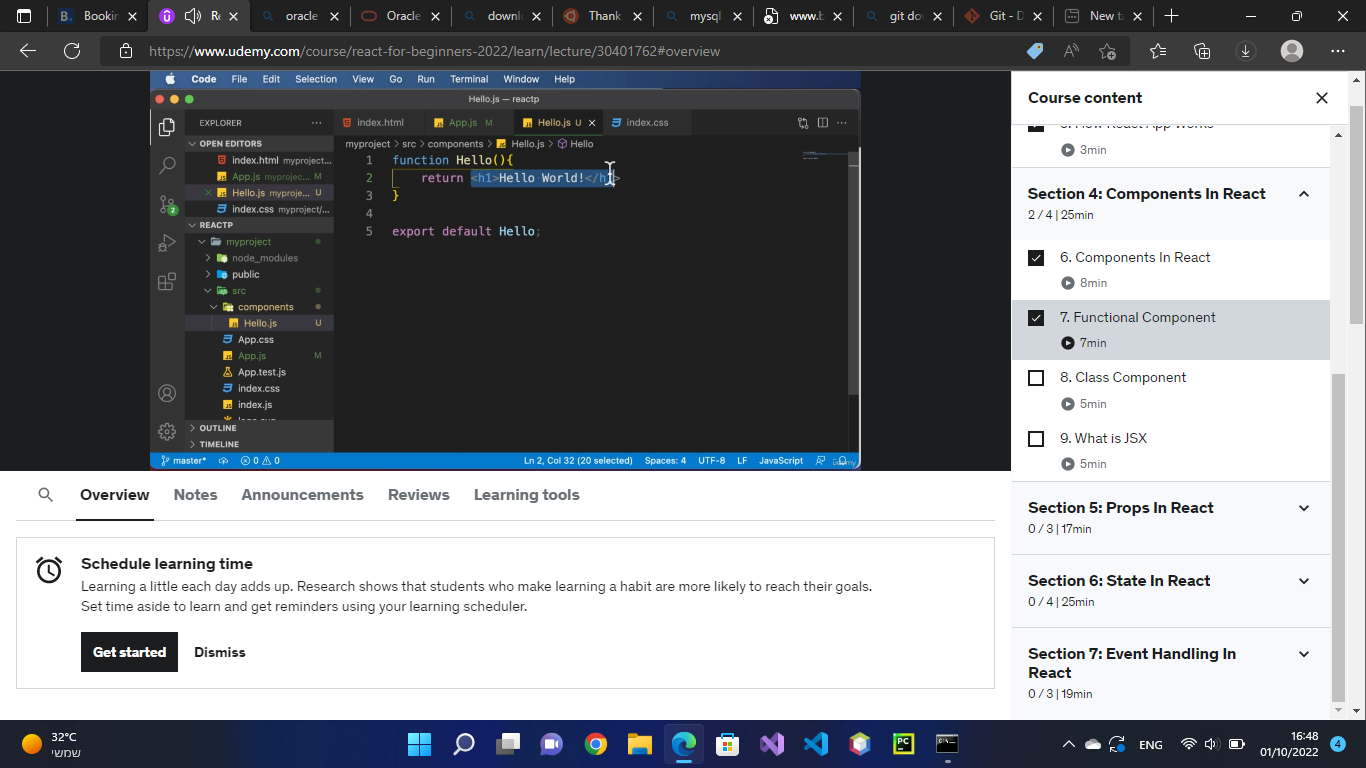 Bookin
Re
oracle
Oracle
downl
Thank
mysql
www.b
git do
Git - D
New ta
https://www.udemy.com/course/react-for-beginners-2022/learn/lecture/30401762#overview
Code File Edit Selection View Go Run Terminal Window Help
Hello.js — reactp
EXPLORER
index.html
App.js M
Hello.js U
index.css
OPEN EDITORS
index.html myproject...
App.js myprojec... M
Hello.js myproje... U
index.css myproject/...
REACTP
myproject
node_modules
public
src
components
Hello.js U
App.css
App.js M
App.test.js
index.css
index.js
OUTLINE
TIMELINE
myproject > src > components > Hello.js > Hello
1 function Hello(){
2 return <h1>Hello World!</h1>
3 }
4
5 export default Hello;
2
master* 0 0
Ln 2, Col 32 (20 selected) Spaces: 4 UTF-8 LF JavaScript
Udemy
Overview Notes Announcements Reviews Learning tools
Schedule learning time
Learning a little each day adds up. Research shows that students who make learning a habit are more likely to reach their goals.
Set time aside to learn and get reminders using your learning scheduler.
Get started Dismiss
Course content
5. How React App Works
3min
Section 4: Components In React
2 / 4 | 25min
6. Components In React
8min
7. Functional Component
7min
8. Class Component
5min
9. What is JSX
5min
Section 5: Props In React
0 / 3 | 17min
Section 6: State In React
0 / 4 | 25min
Section 7: Event Handling In
React
0 / 3 | 19min
32°C
שמשי
PC
ENG
16:48
01/10/2022
4